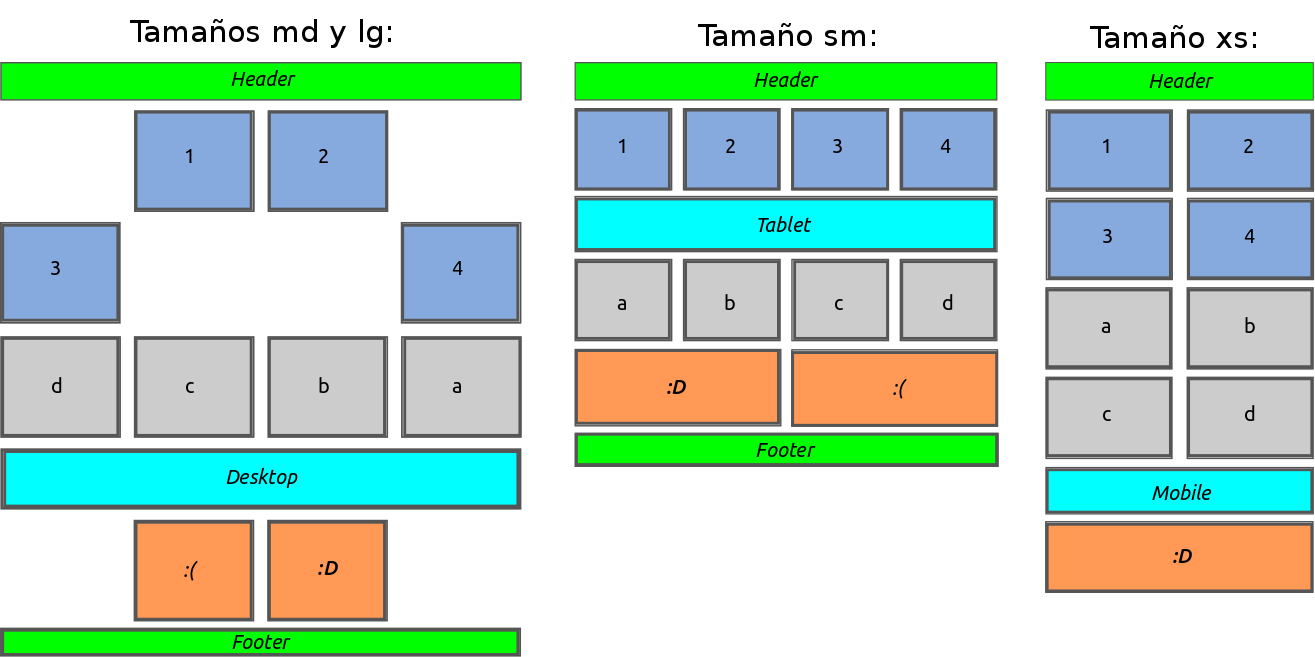 Tamaños md y lg:
Header
1 2
3 4
d c b a
Desktop
:( :D
Footer
Tamaño sm:
Header
1 2 3 4
Tablet
a b c d
:D :(
Footer
Tamaño xs:
Header
1 2
3 4
a b
c d
Mobile
:D